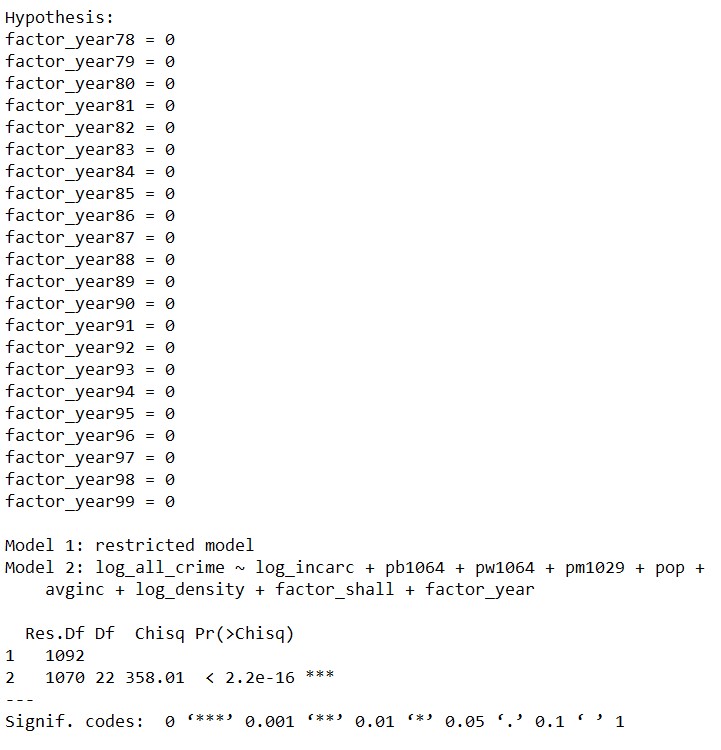 Hypothesis:
factor_year78 = 0
factor_year79 = 0
factor_year80 = 0
factor_year81 = 0
factor_year82 = 0
factor_year83 = 0
factor_year84 = 0
factor_year85 = 0
factor_year86 = 0
factor_year87 = 0
factor_year88 = 0
factor_year89 = 0
factor_year90 = 0
factor_year91 = 0
factor_year92 = 0
factor_year93 = 0
factor_year94 = 0
factor_year95 = 0
factor_year96 = 0
factor_year97 = 0
factor_year98 = 0
factor_year99 = 0

Model 1: restricted model
Model 2: log_all_crime ~ log_incarc + pb1064 + pw1064 + pm1029 + pop +
    avginc + log_density + factor_shall + factor_year

  Res.Df Df  Chisq Pr(>Chisq)
1   1092
2   1070 22 358.01  < 2.2e-16 ***
---
Signif. codes:  0 ‘***’ 0.001 ‘**’ 0.01 ‘*’ 0.05 ‘.’ 0.1 ‘ ’ 1